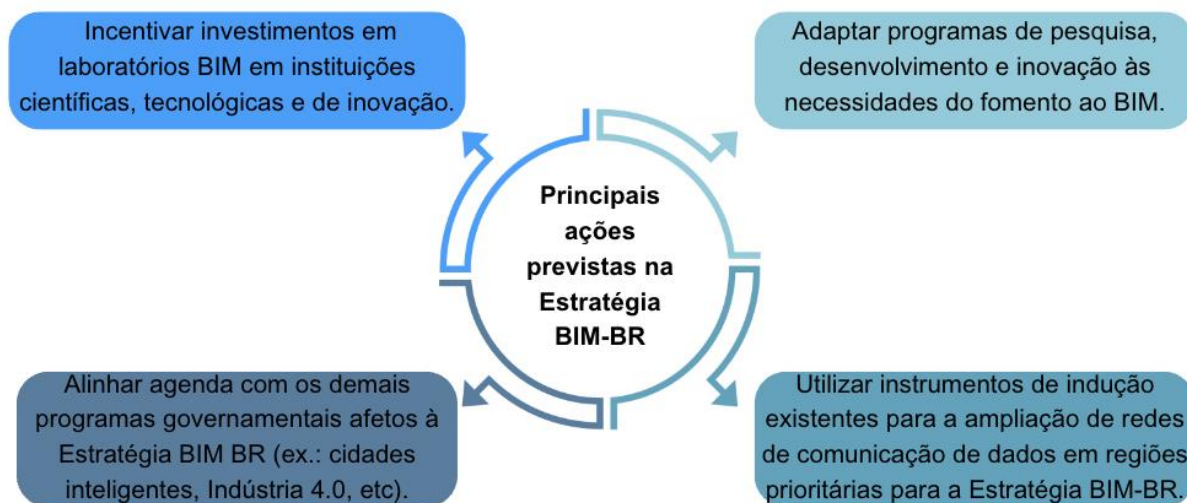 Incentivar investimentos em
laboratórios BIM em instituições
científicas, tecnológicas e de inovação.
Adaptar programas de pesquisa,
desenvolvimento e inovação às
necessidades do fomento ao BIM.
Principais
ações
previstas na
Estratégia
BIM-BR
Alinhar agenda com os demais
programas governamentais afetos à
Estratégia BIM BR (ex.: cidades
inteligentes, Indústria 4.0, etc).
Utilizar instrumentos de indução
existentes para a ampliação de redes
de comunicação de dados em regiões
prioritárias para a Estratégia BIM-BR.